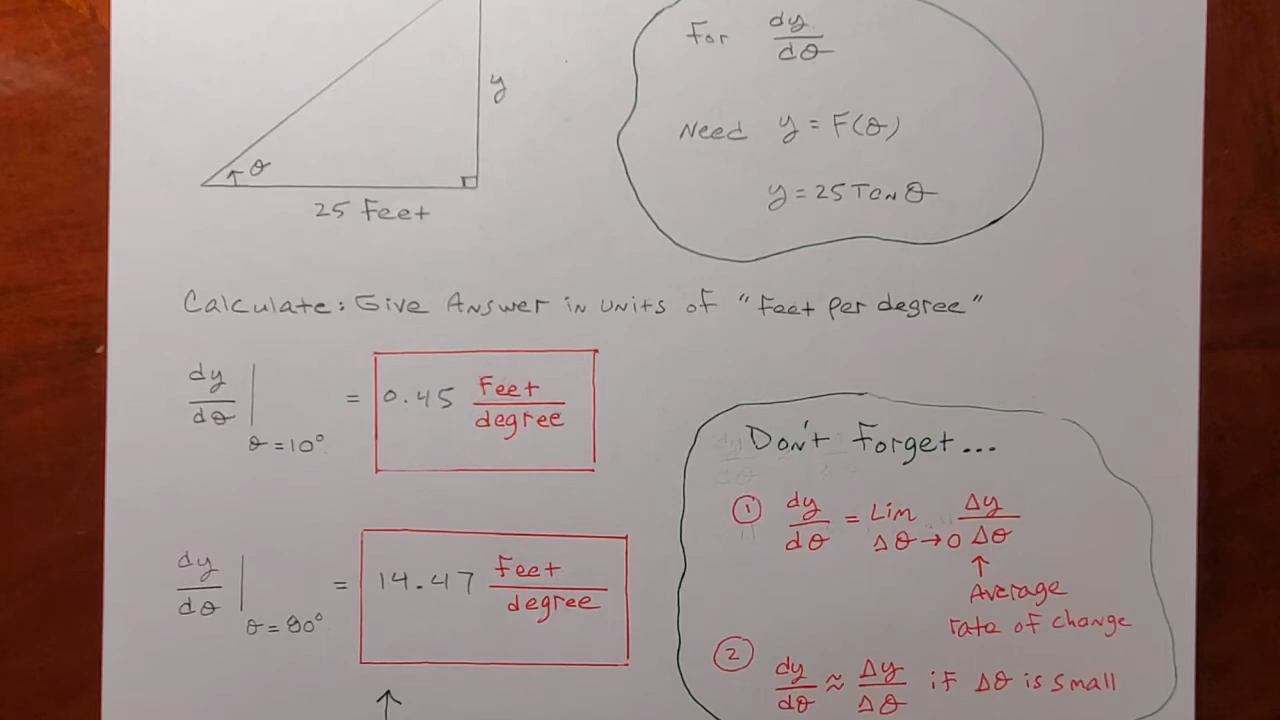 y
θ
25 Feet
For dy/dθ
Need y = F(θ)
y = 25 Tan θ
Calculate: Give Answer in units of "Feet per degree"
dy/dθ | θ = 10° = 0.45 Feet/degree
dy/dθ | θ = 80° = 14.47 Feet/degree
Don't Forget...
① dy/dθ = Lim Δθ→0 Δy/Δθ
↑
Average
rate of change
② dy/dθ ≈ Δy/Δθ if Δθ is small
↑